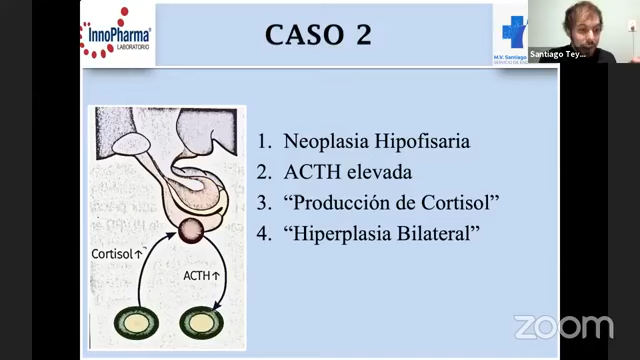 InnoPharma
LABORATORIO
CASO 2
M.V. Santiago
Santiago Tey...
1. Neoplasia Hipofisaria
2. ACTH elevada
3. “Producción de Cortisol”
4. “Hiperplasia Bilateral”
Cortisol↑
ACTH↑
zoom